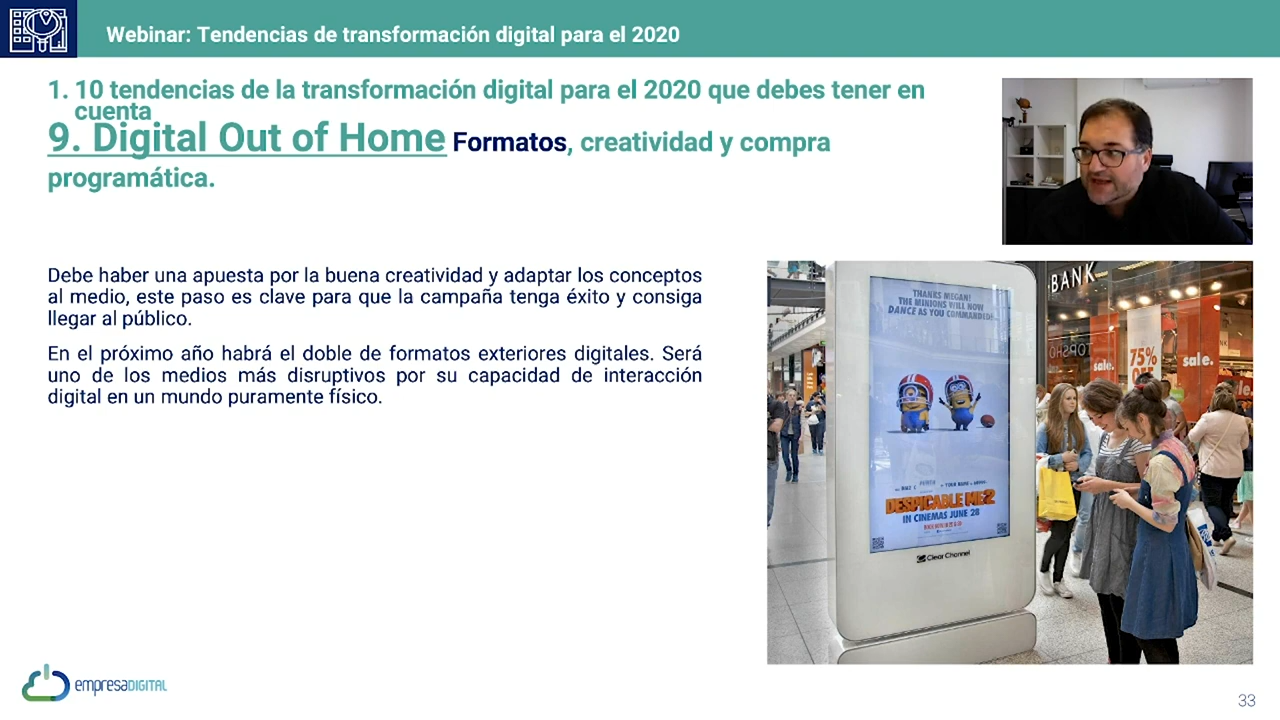 Webinar: Tendencias de transformación digital para el 2020
1. 10 tendencias de la transformación digital para el 2020 que debes tener en
cuenta
9. Digital Out of Home Formatos, creatividad y compra
programática.
Debe haber una apuesta por la buena creatividad y adaptar los conceptos
al medio, este paso es clave para que la campaña tenga éxito y consiga
llegar al público.
En el próximo año habrá el doble de formatos exteriores digitales. Será
uno de los medios más disruptivos por su capacidad de interacción
digital en un mundo puramente físico.
BANK
THANKS MEGAN!
THE MINIONS WILL NOW
DANCE AS YOU COMMANDED!
TOPSHO
75%
OFF
sale.
sale.
DESPICABLE ME 2
IN CINEMAS JUNE 28
Clear Channel
empresaDIGITAL
33